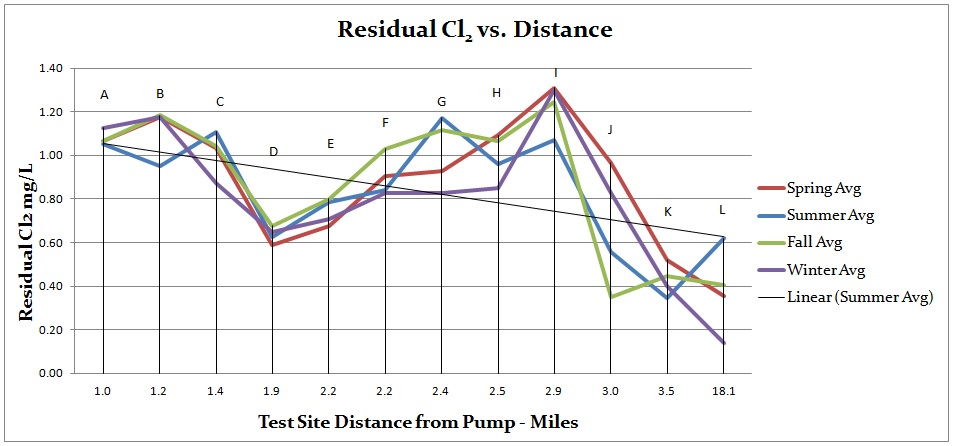 Residual Cl₂ vs. Distance
Residual Cl2 mg/L
1.40
1.20
1.00
0.80
0.60
0.40
0.20
0.00
A
B
C
D
E
F
G
H
I
J
K
L
Spring Avg
Summer Avg
Fall Avg
Winter Avg
Linear (Summer Avg)
1.0 1.2 1.4 1.9 2.2 2.2 2.4 2.5 2.9 3.0 3.5 18.1
Test Site Distance from Pump - Miles